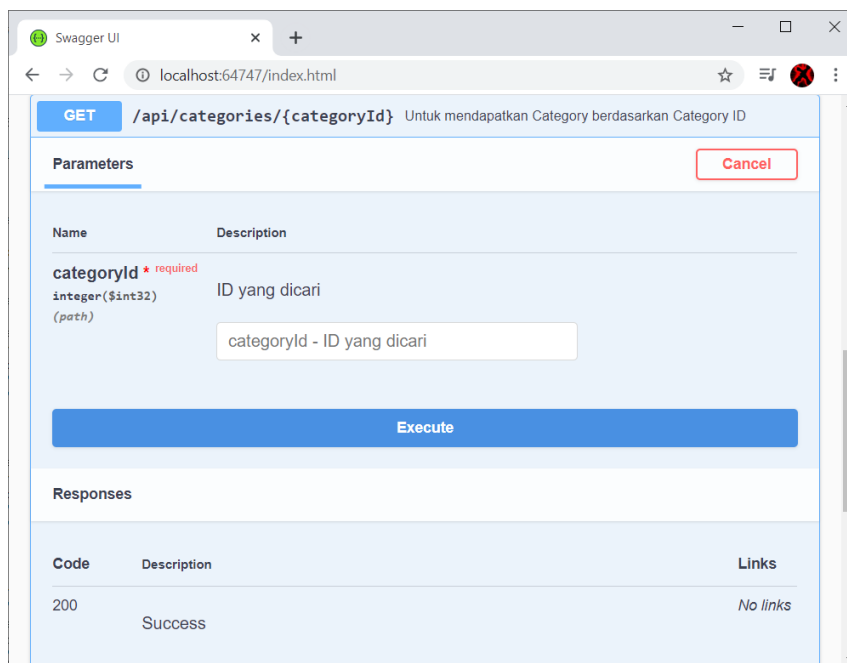 Swagger UI
localhost:64747/index.html
GET /api/categories/{categoryId} Untuk mendapatkan Category berdasarkan Category ID
Parameters Cancel
Name Description
categoryId * required
integer($int32)
(path)
ID yang dicari
categoryId - ID yang dicari
Execute
Responses
Code Description Links
200 No links
Success